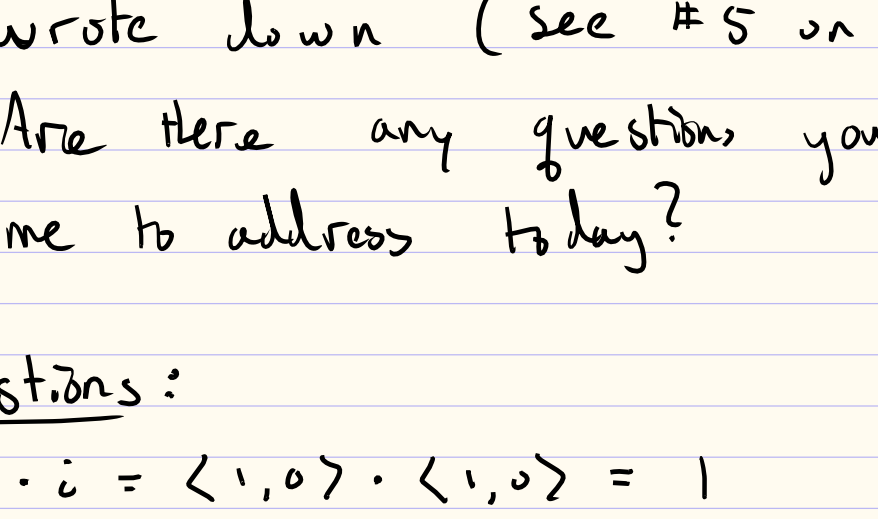 wrote down (see #5 on
Are there any questions you
me to address today?
stions:
· i = <1,0> · <1,0> = 1